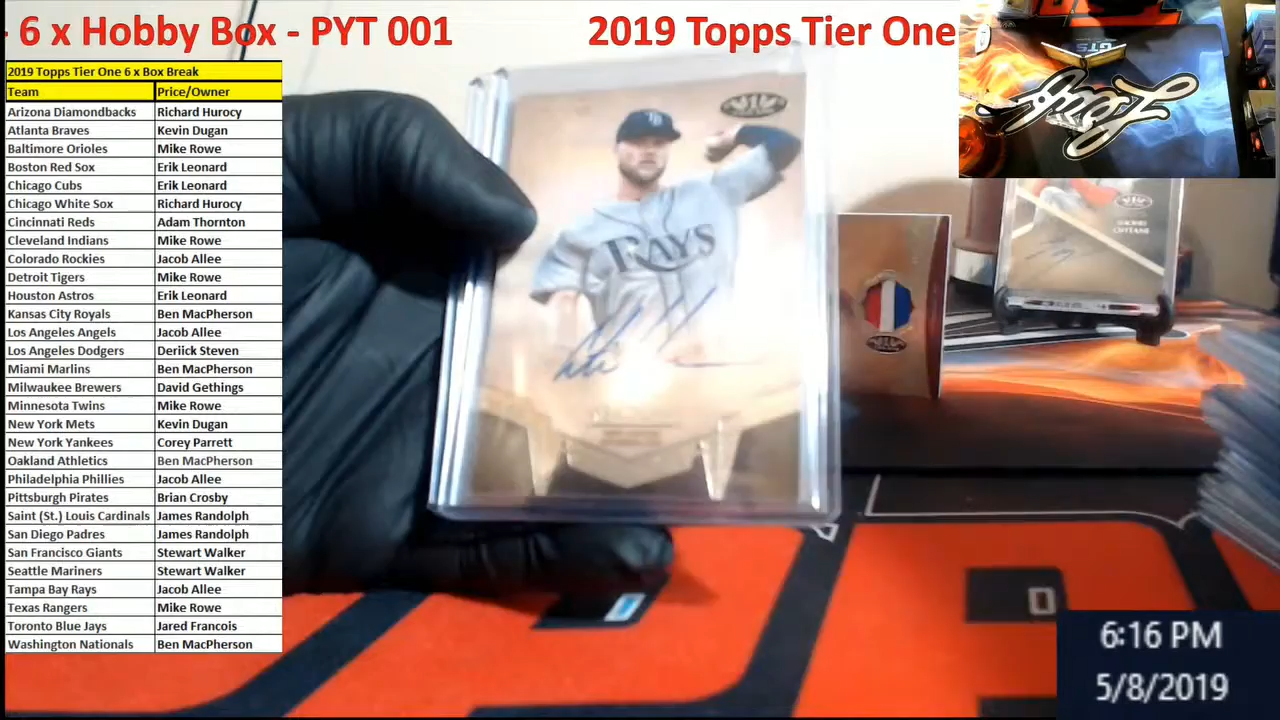 - 6 x Hobby Box - PYT 001
2019 Topps Tier One
2019 Topps Tier One 6 x Box Break
Team Price/Owner
Arizona Diamondbacks Richard Hurocy
Atlanta Braves Kevin Dugan
Baltimore Orioles Mike Rowe
Boston Red Sox Erik Leonard
Chicago Cubs Erik Leonard
Chicago White Sox Richard Hurocy
Cincinnati Reds Adam Thornton
Cleveland Indians Mike Rowe
Colorado Rockies Jacob Allee
Detroit Tigers Mike Rowe
Houston Astros Erik Leonard
Kansas City Royals Ben MacPherson
Los Angeles Angels Jacob Allee
Los Angeles Dodgers Deriick Steven
Miami Marlins Ben MacPherson
Milwaukee Brewers David Gethings
Minnesota Twins Mike Rowe
New York Mets Kevin Dugan
New York Yankees Corey Parrett
Oakland Athletics Ben MacPherson
Philadelphia Phillies Jacob Allee
Pittsburgh Pirates Brian Crosby
Saint (St.) Louis Cardinals James Randolph
San Diego Padres James Randolph
San Francisco Giants Stewart Walker
Seattle Mariners Stewart Walker
Tampa Bay Rays Jacob Allee
Texas Rangers Mike Rowe
Toronto Blue Jays Jared Francois
Washington Nationals Ben MacPherson
TB
RAYS
GTS
Leaf
OHTANI
6:16 PM
5/8/2019